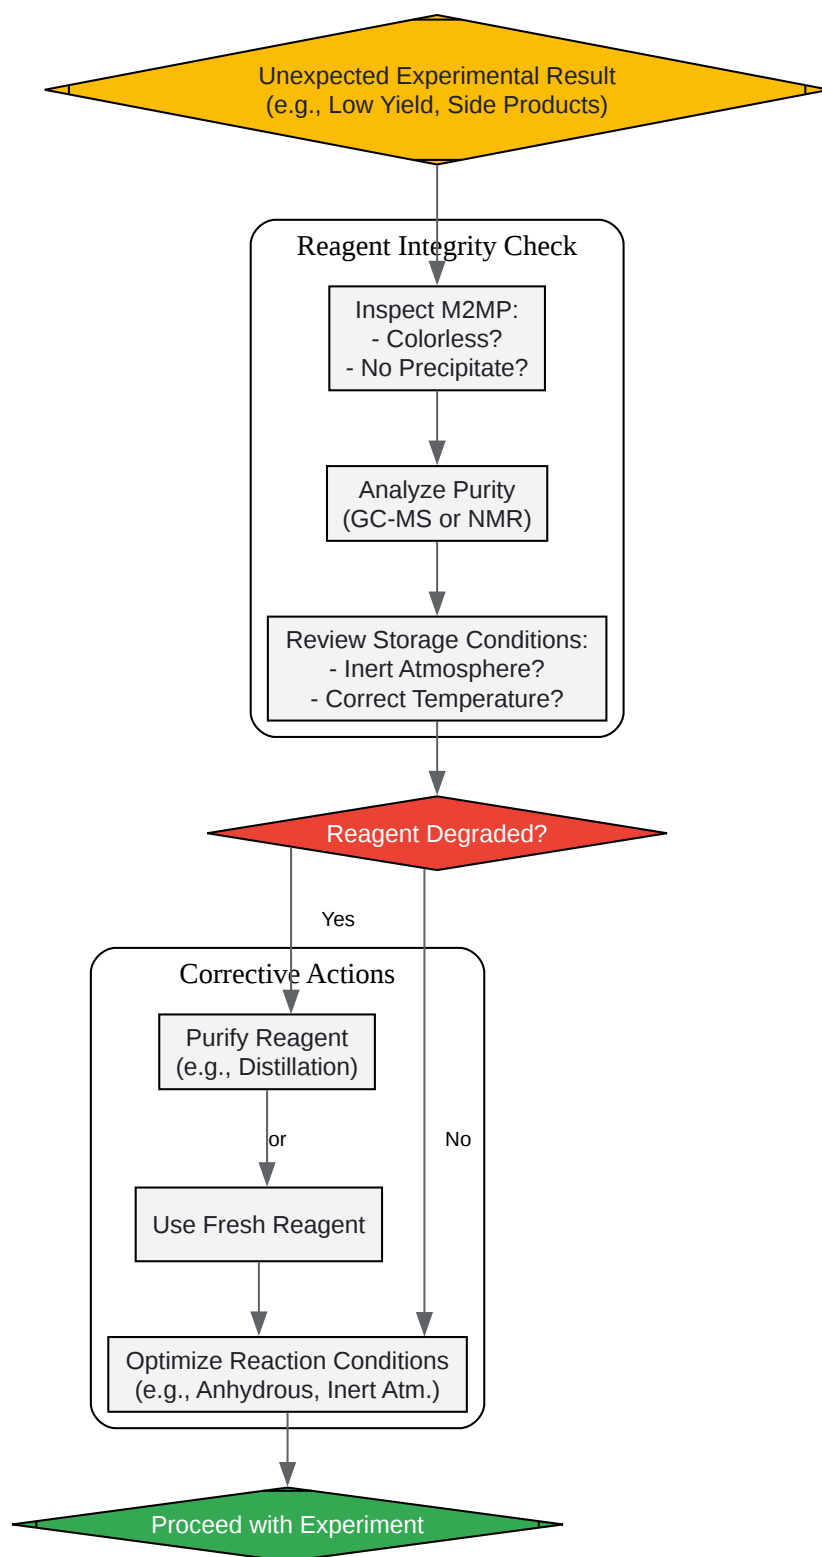 Unexpected Experimental Result
(e.g., Low Yield, Side Products)
Reagent Integrity Check
Inspect M2MP:
- Colorless?
- No Precipitate?
Analyze Purity
(GC-MS or NMR)
Review Storage Conditions:
- Inert Atmosphere?
- Correct Temperature?
Reagent Degraded?
Yes
Corrective Actions
Purify Reagent
(e.g., Distillation)
or
No
Use Fresh Reagent
Optimize Reaction Conditions
(e.g., Anhydrous, Inert Atm.)
Proceed with Experiment